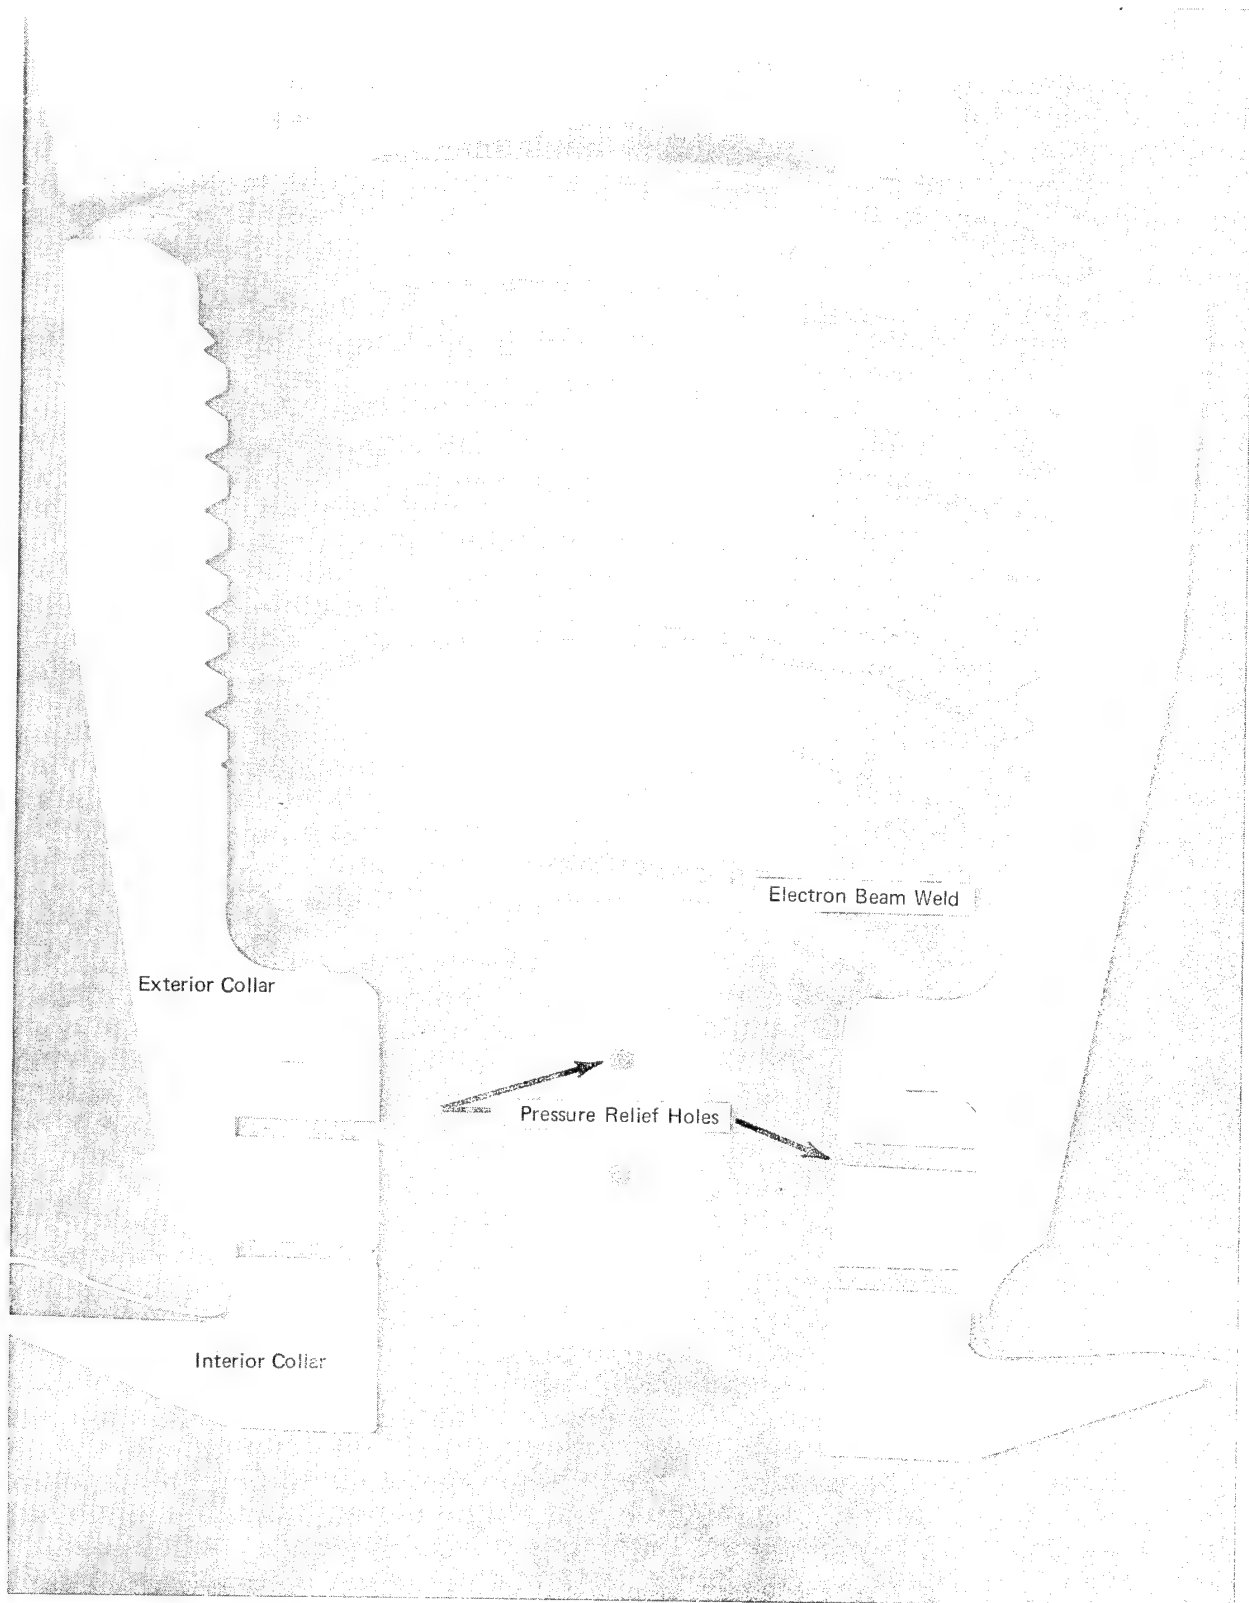 Electron Beam Weld
Exterior Collar
Pressure Relief Holes
Interior Collar